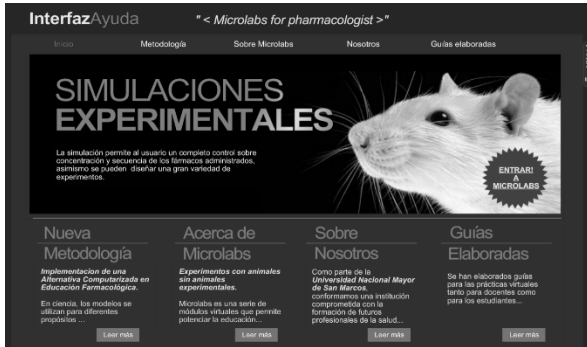 InterfazAyuda
"< Microlabs for pharmacologist >"
Inicio
Metodología
Sobre Microlabs
Nosotros
Guías elaboradas
SIMULACIONES
EXPERIMENTALES
La simulación permite al usuario un completo control sobre
concentración y secuencia de los fármacos administrados,
asimismo se pueden diseñar una gran variedad de
experimentos.
ENTRAR!
A
MICROLABS
Nueva
Metodología
Implementacion de una
Alternativa Computarizada en
Educación Farmacológica.
En ciencia, los modelos se
utilizan para diferentes
propósitos ...
Leer más
Acerca de
Microlabs
Experimentos con animales
sin animales
experimentales.
Microlabs es una serie de
módulos virtuales que permite
potenciar la educación...
Leer más
Sobre
Nosotros
Como parte de la
Universidad Nacional Mayor
de San Marcos,
conformamos una institución
comprometida con la
formación de futuros
profesionales de la salud...
Leer más
Guías
Elaboradas
Se han elaborados guías
para las prácticas virtuales
tanto para docentes como
para los estudiantes...
Leer más